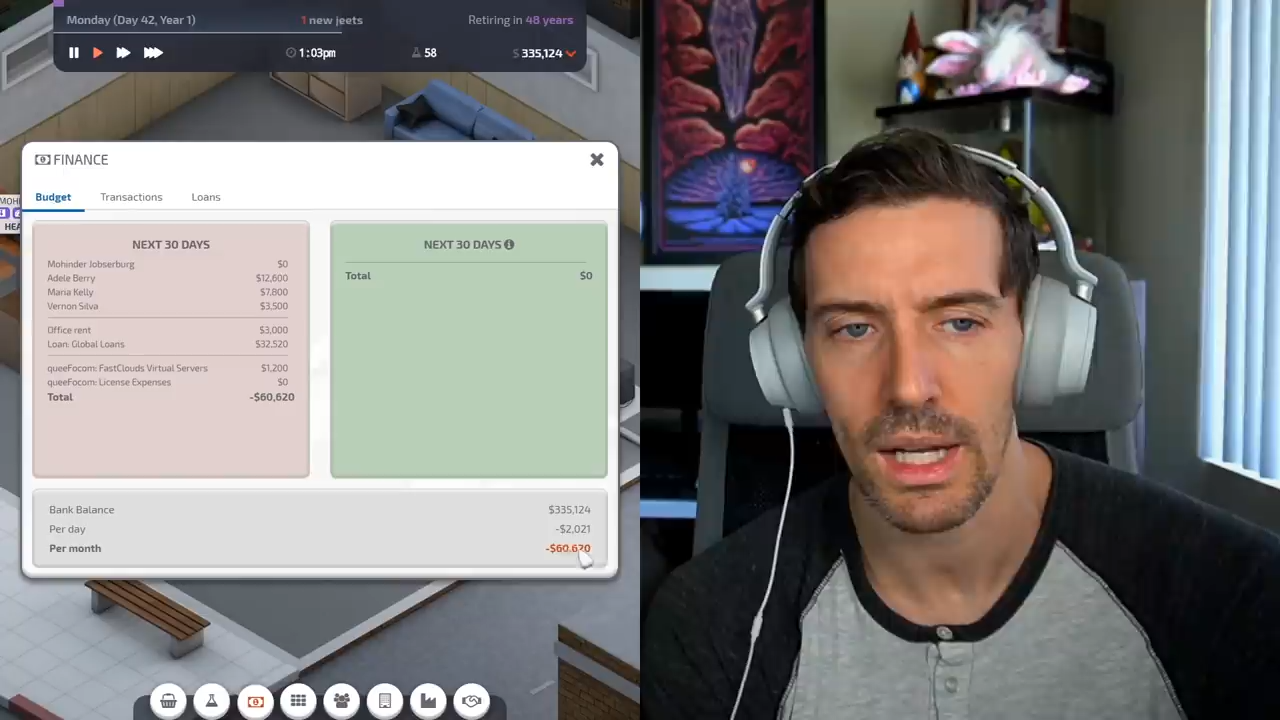 Monday (Day 42, Year 1)
1 new jeets
Retiring in 48 years
1:03pm
58
$ 335,124
FINANCE
Budget
Transactions
Loans
NEXT 30 DAYS
Mohinder Jobserburg $0
Adele Berry $12,600
Maria Kelly $7,800
Vernon Silva $3,500
Office rent $3,000
Loan: Global Loans $32,520
queeFocom: FastClouds Virtual Servers $1,200
queeFocom: License Expenses $0
Total -$60,620
NEXT 30 DAYS
Total $0
Bank Balance $335,124
Per day -$2,021
Per month -$60,620
MOHI
HEA